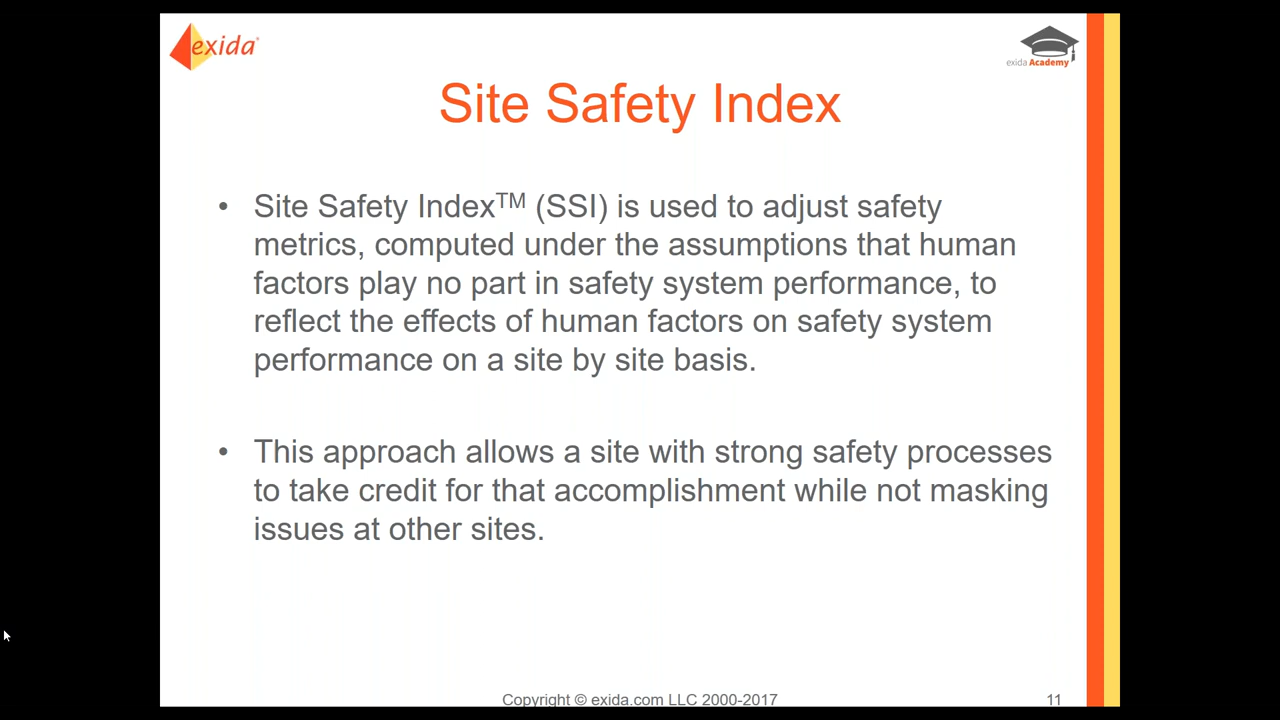 exida
exida Academy
Site Safety Index
• Site Safety Index™ (SSI) is used to adjust safety
metrics, computed under the assumptions that human
factors play no part in safety system performance, to
reflect the effects of human factors on safety system
performance on a site by site basis.
• This approach allows a site with strong safety processes
to take credit for that accomplishment while not masking
issues at other sites.
Copyright © exida.com LLC 2000-2017
11